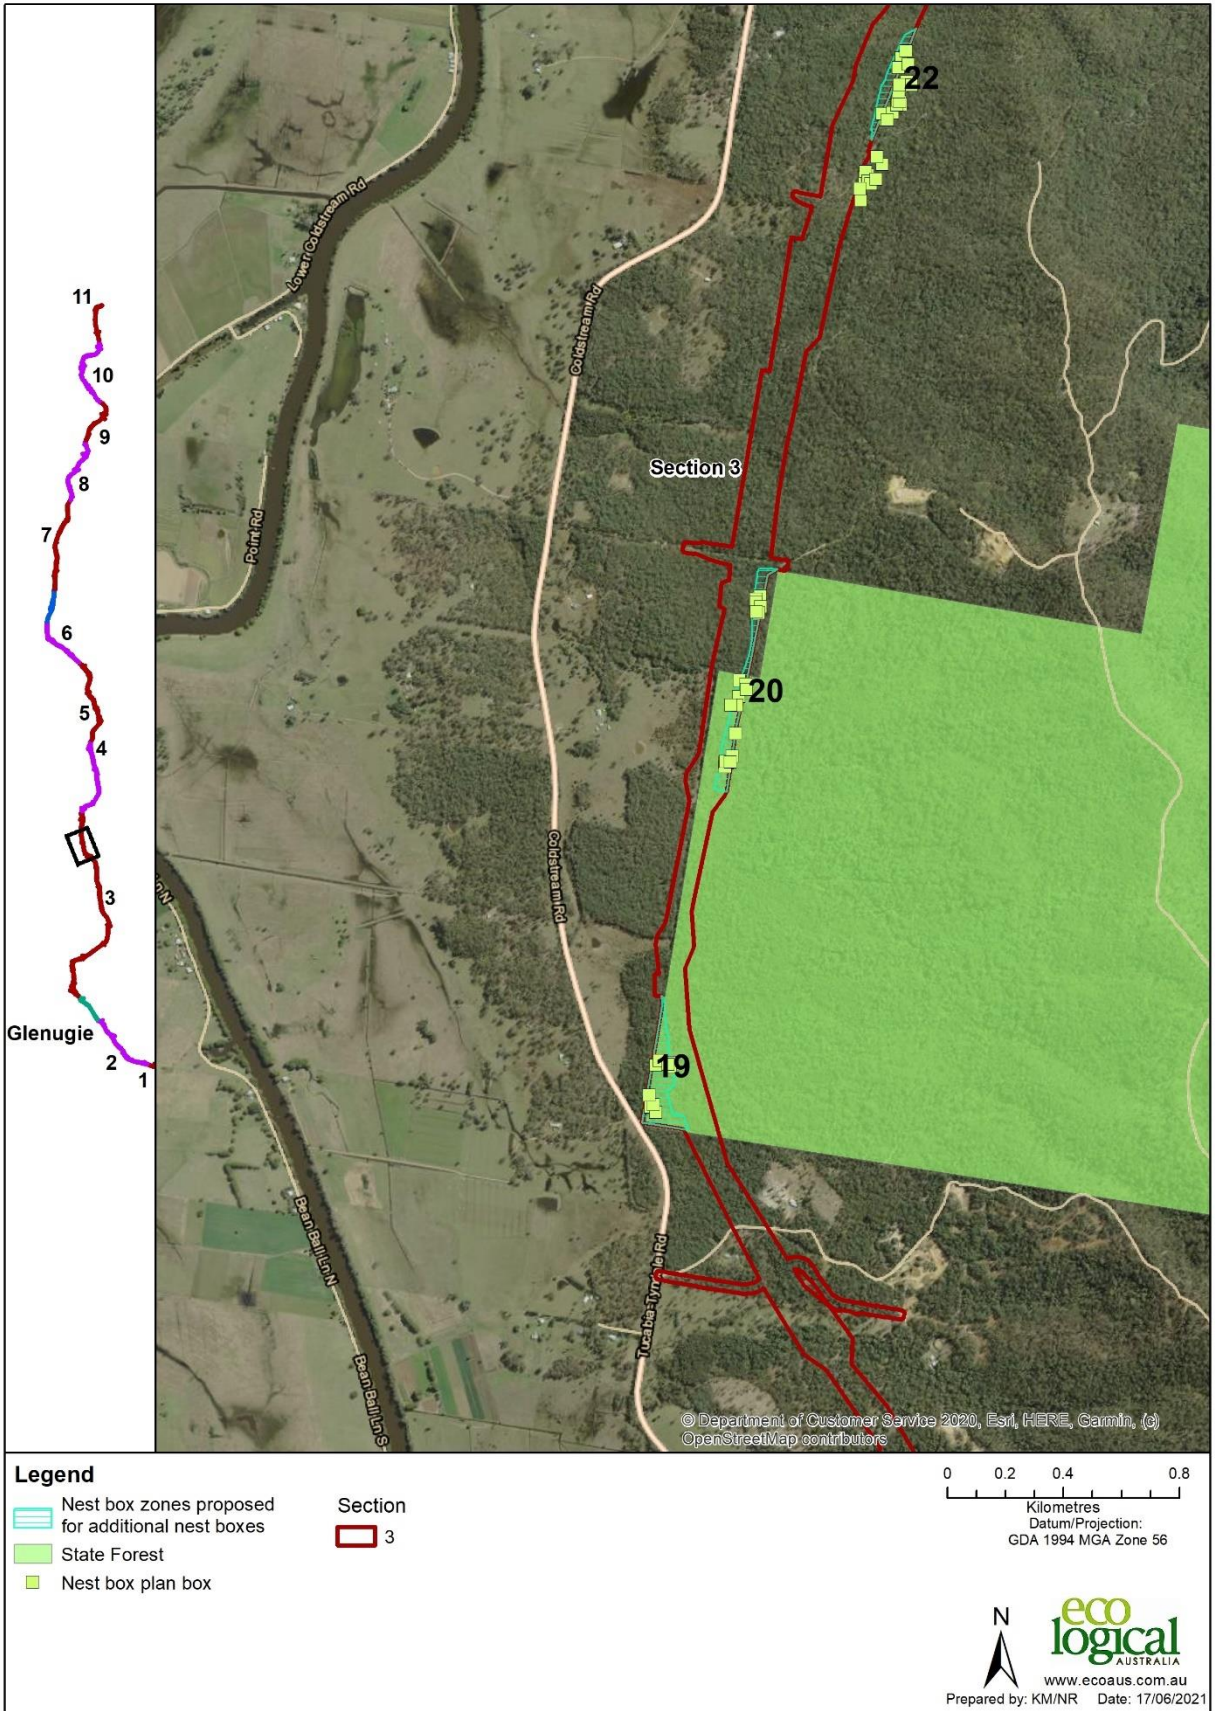 11
10
9
8
7
6
5
4
3
Glenugie
2
1
22
Lower Coldstream Rd
Coldstream Rd
Section 3
Point Rd
20
Coldstream Rd
Ln N
19
Bean Ball Ln N
Tucabia-Tyndale Rd
Bean Ball Ln S
© Department of Customer Service 2020, Esri, HERE, Garmin, (c)
OpenStreetMap contributors
Legend
Nest box zones proposed
for additional nest boxes
State Forest
Nest box plan box
Section
3
0 0.2 0.4 0.8
Kilometres
Datum/Projection:
GDA 1994 MGA Zone 56
N
eco
logical
AUSTRALIA
www.ecoaus.com.au
Prepared by: KM/NR Date: 17/06/2021